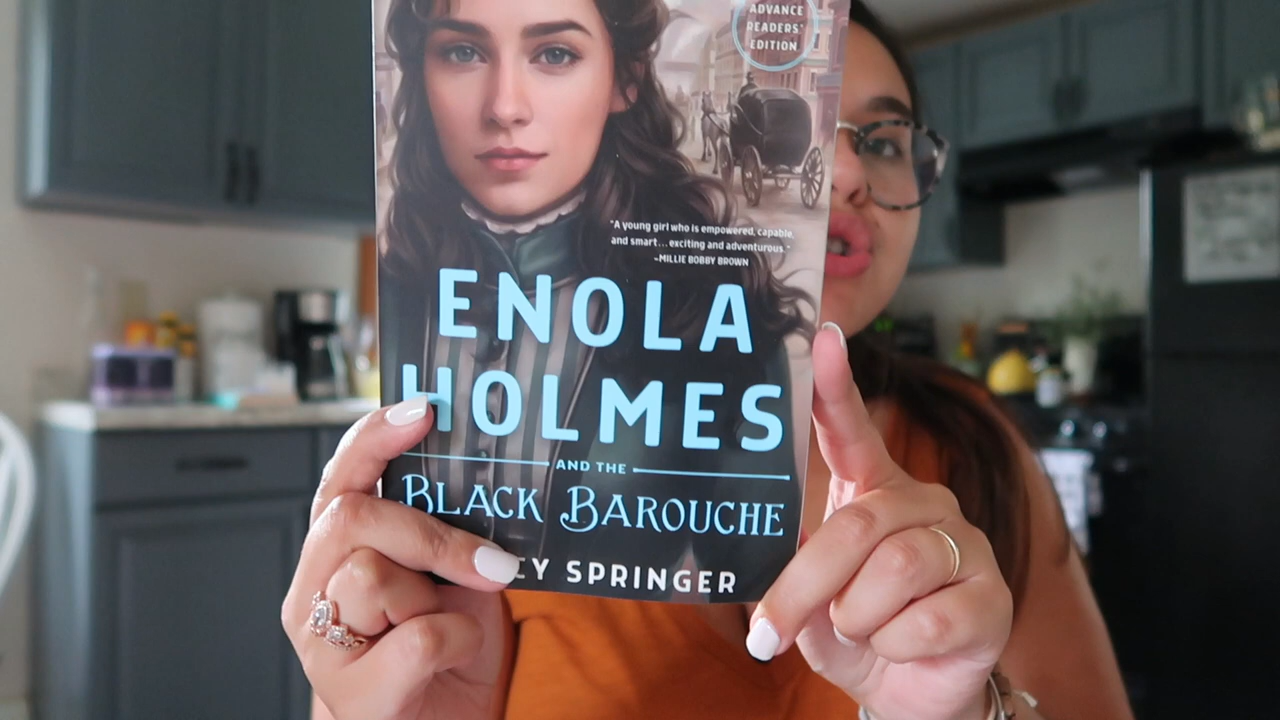 ADVANCE
READERS'
EDITION
"A young girl who is empowered, capable,
and smart...exciting and adventurous."
–MILLIE BOBBY BROWN
ENOLA
HOLMES
AND THE
BLACK BAROUCHE
CY SPRINGER